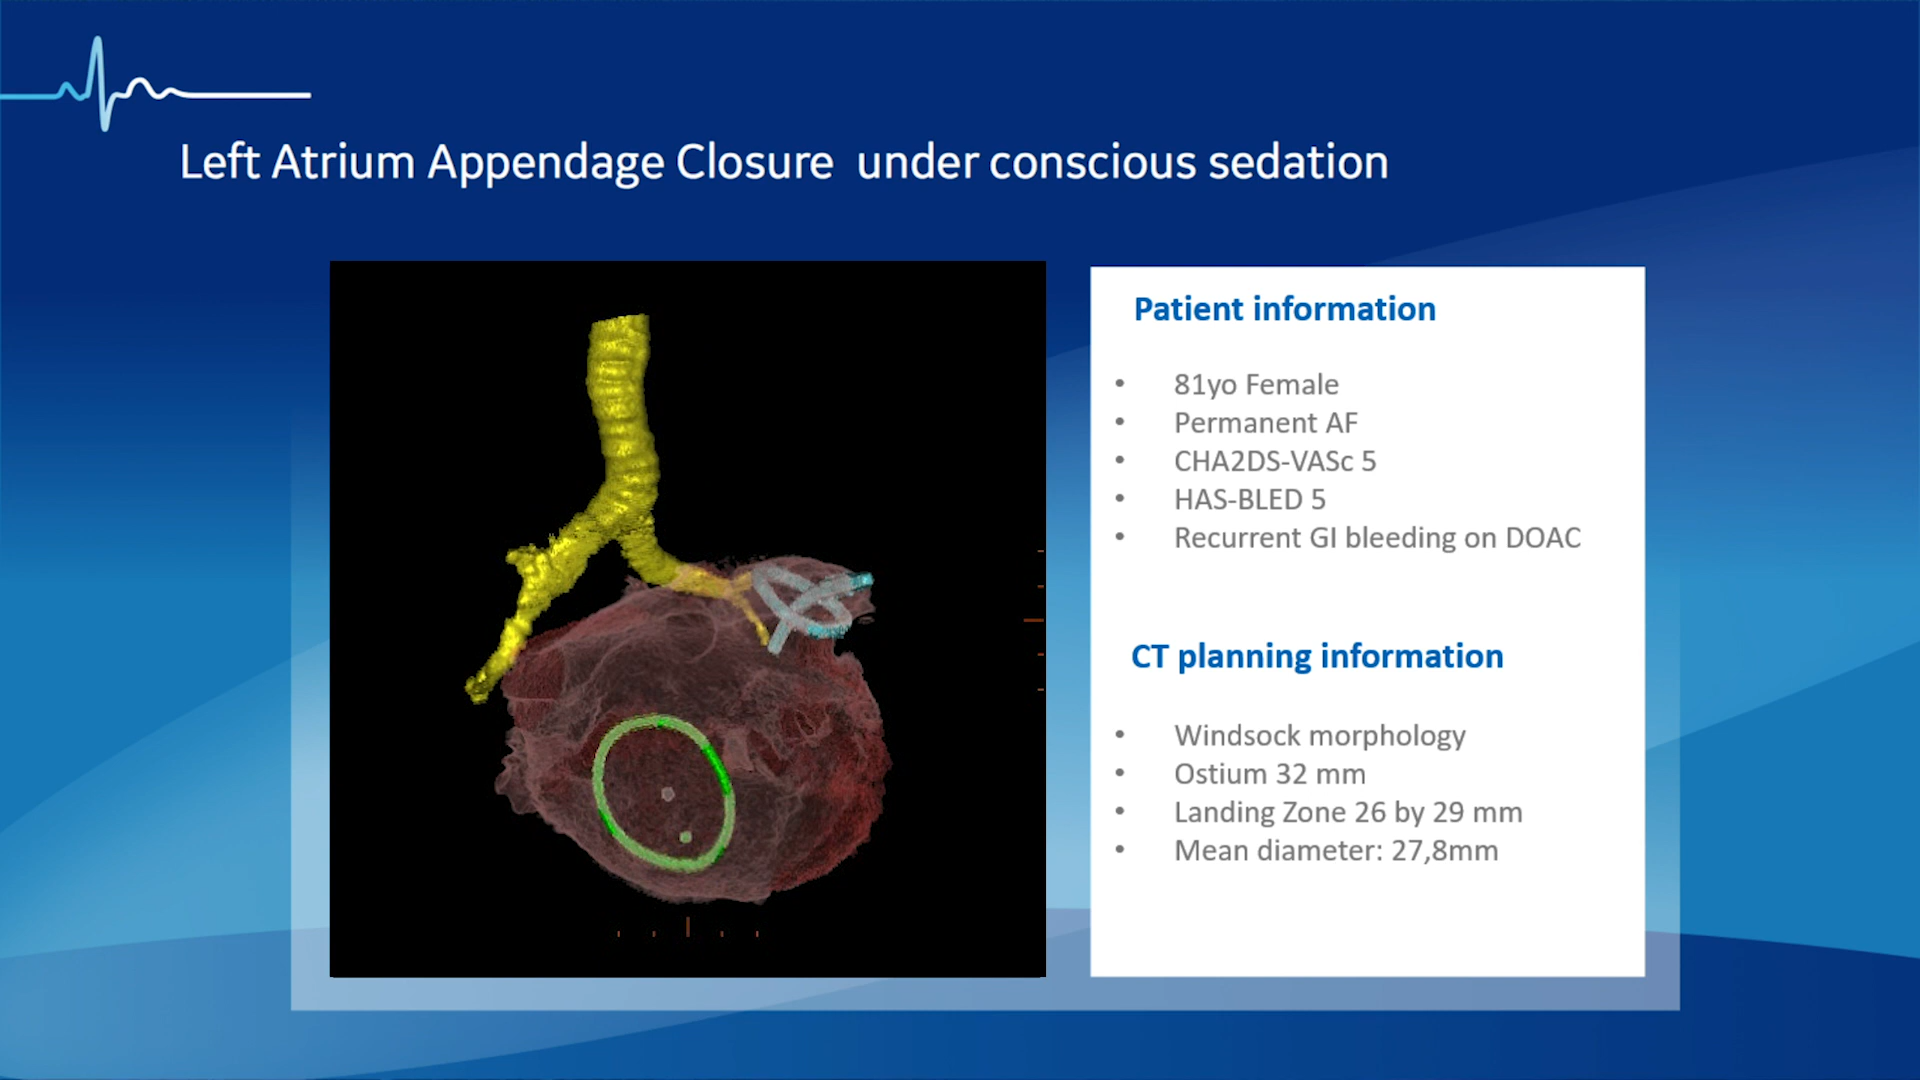 Left Atrium Appendage Closure  under conscious sedation
Patient information
• 81yo Female
• Permanent AF
• CHA2DS-VASc 5
• HAS-BLED 5
• Recurrent GI bleeding on DOAC
CT planning information
• Windsock morphology
• Ostium 32 mm
• Landing Zone 26 by 29 mm
• Mean diameter: 27,8mm